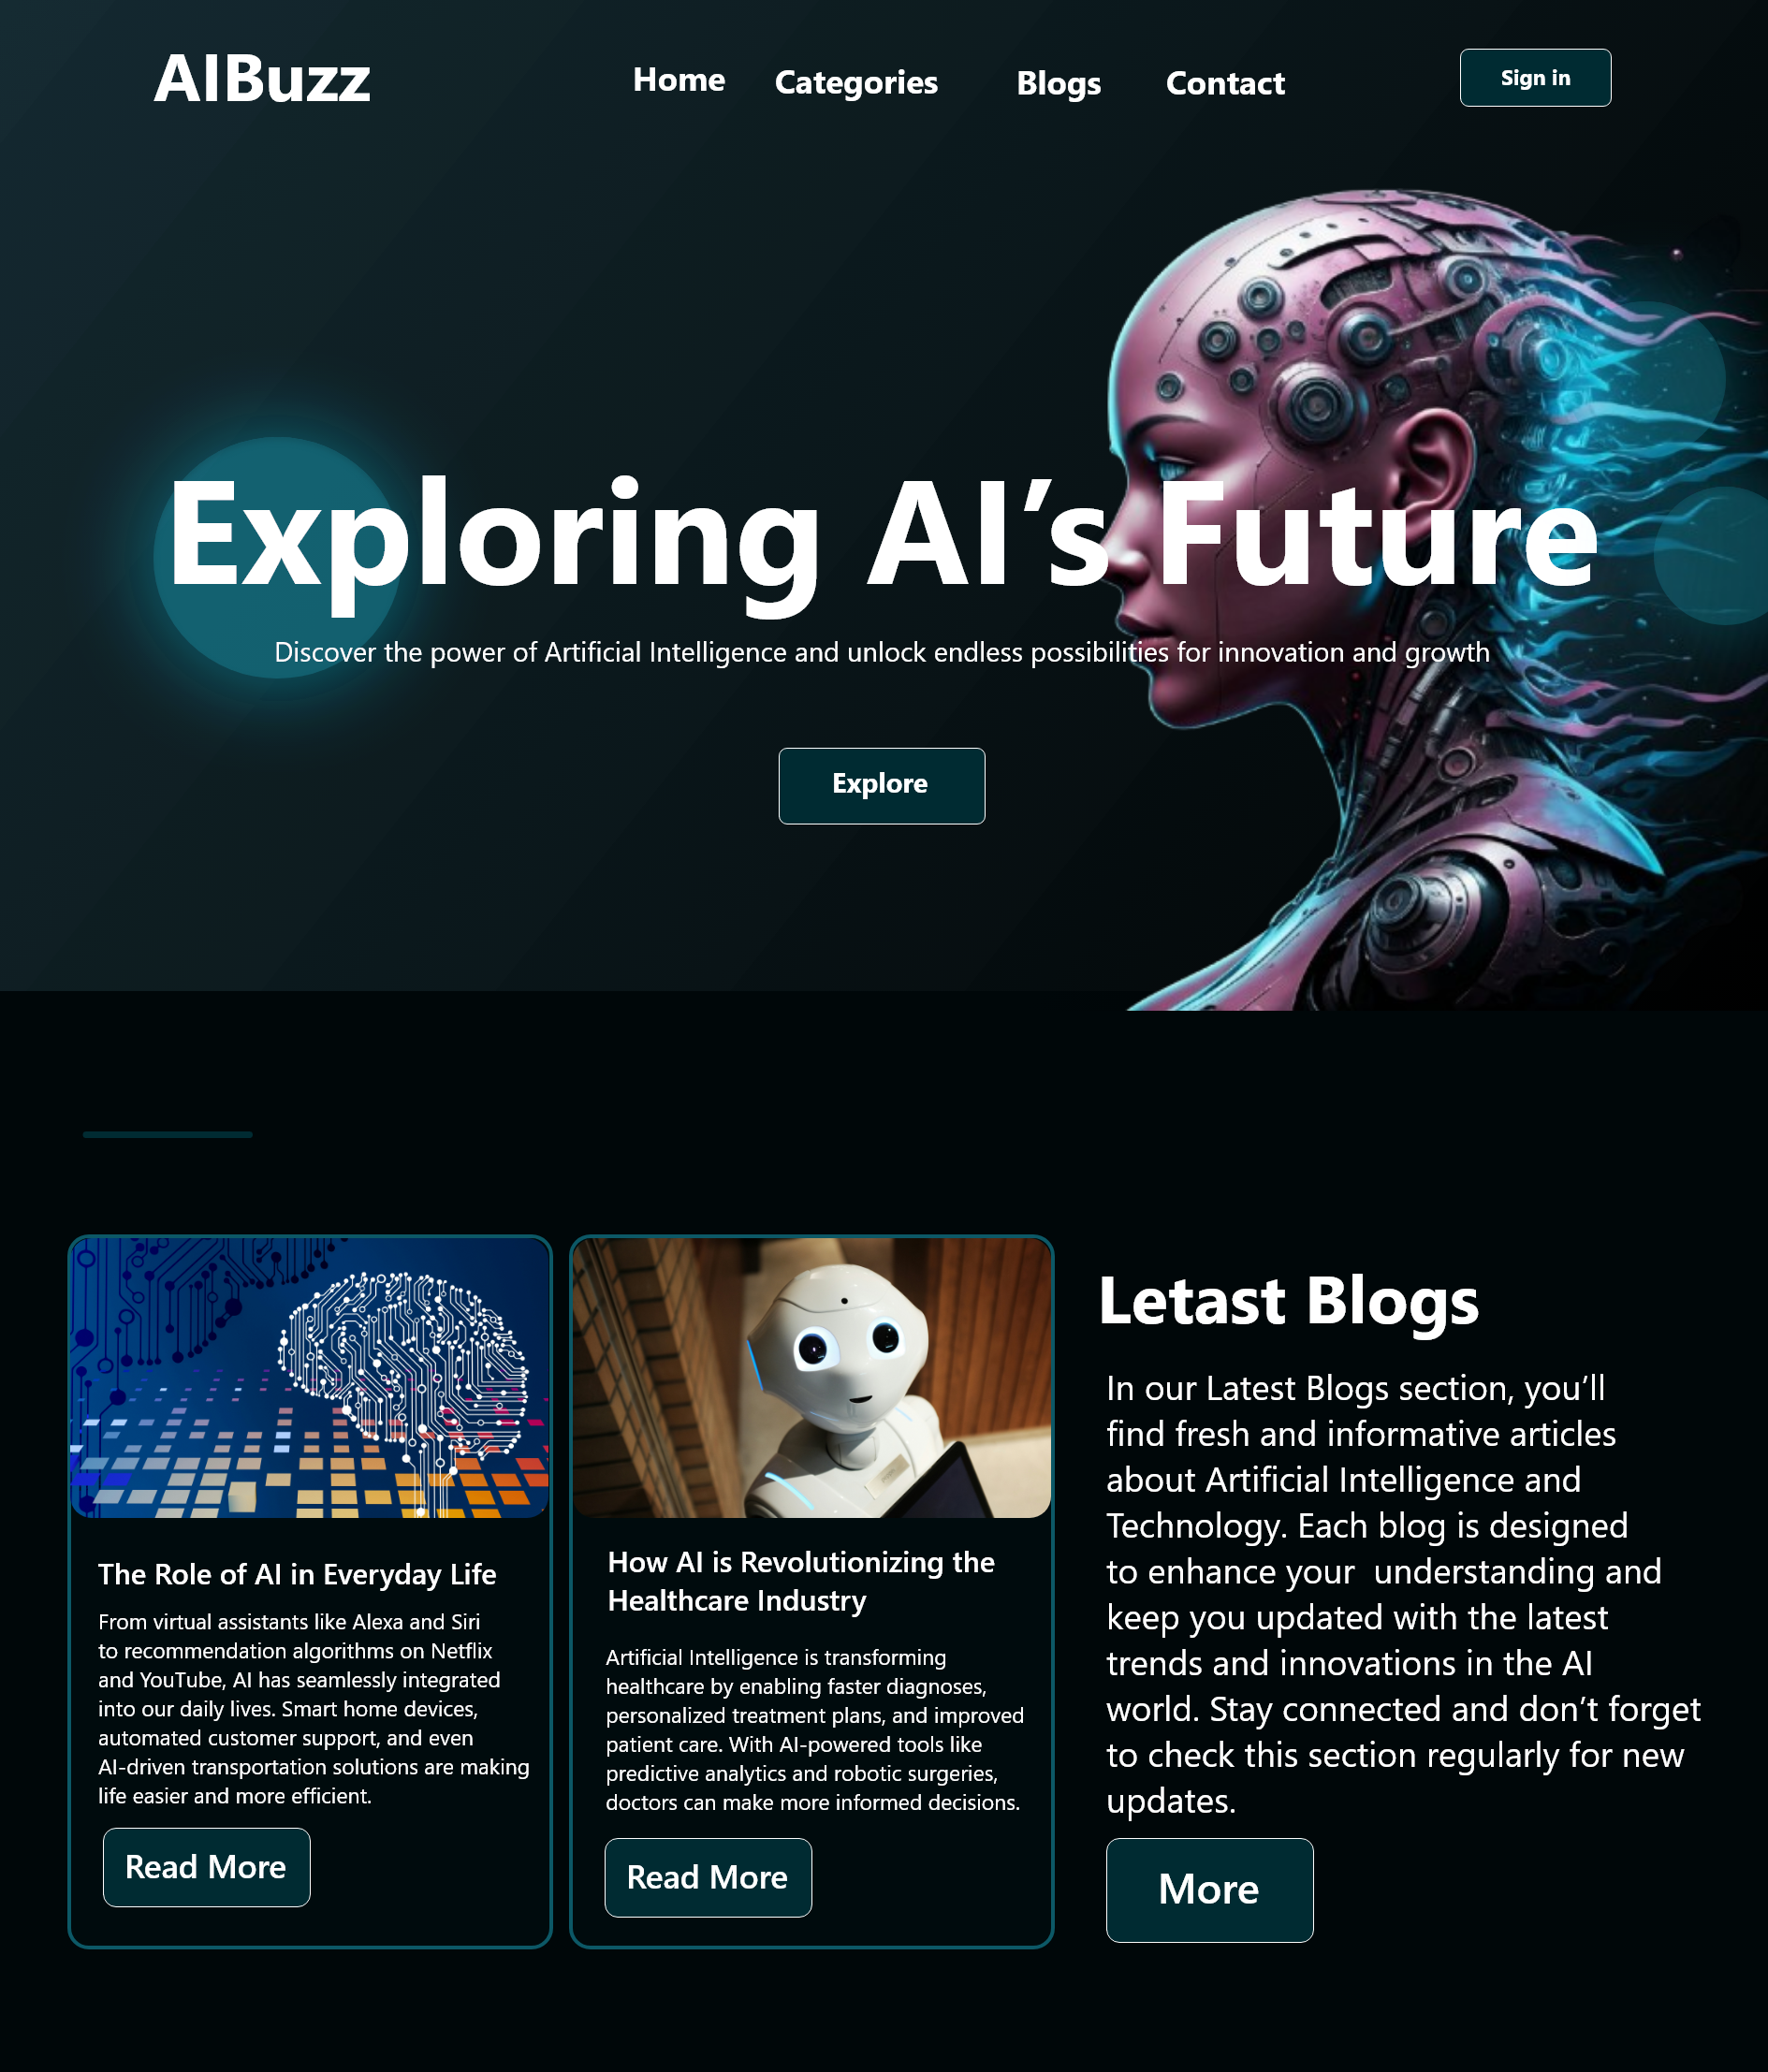 AIBuzz
Home Categories Blogs Contact
Sign in
Exploring AI’s Future
Discover the power of Artificial Intelligence and unlock endless possibilities for innovation and growth
Explore
The Role of AI in Everyday Life
From virtual assistants like Alexa and Siri
to recommendation algorithms on Netflix
and YouTube, AI has seamlessly integrated
into our daily lives. Smart home devices,
automated customer support, and even
AI-driven transportation solutions are making
life easier and more efficient.
Read More
How AI is Revolutionizing the
Healthcare Industry
Artificial Intelligence is transforming
healthcare by enabling faster diagnoses,
personalized treatment plans, and improved
patient care. With AI-powered tools like
predictive analytics and robotic surgeries,
doctors can make more informed decisions.
Read More
Letast Blogs
In our Latest Blogs section, you’ll
find fresh and informative articles
about Artificial Intelligence and
Technology. Each blog is designed
to enhance your  understanding and
keep you updated with the latest
trends and innovations in the AI
world. Stay connected and don’t forget
to check this section regularly for new
updates.
More